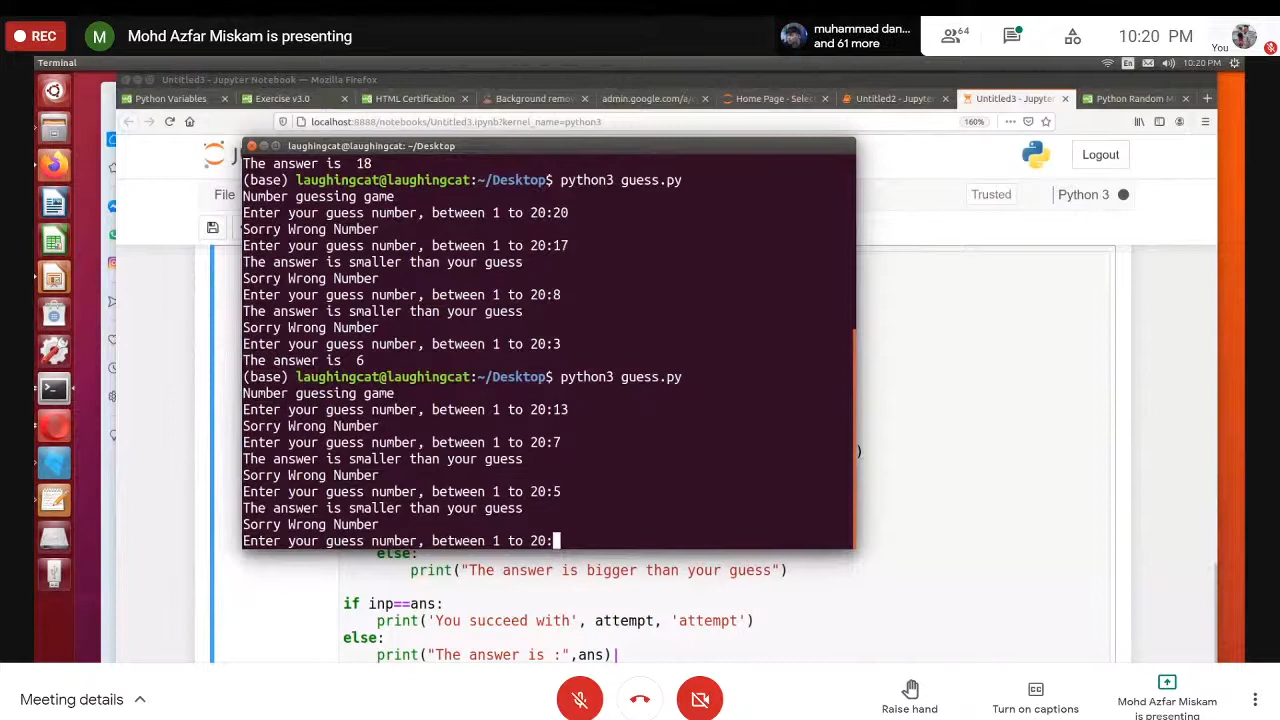 REC
M
Mohd Azfar Miskam is presenting
muhammad dan...
and 61 more
64
You
10:20 PM
Terminal
En
10:20 PM
Untitled3 - Jupyter Notebook — Mozilla Firefox
Python Variables
Exercise v3.0
HTML Certification
Background remo
admin.google.com/a
Home Page - Select
Untitled2 - Jupyter
Untitled3 - Jupyter
Python Random M
localhost:8888/notebooks/Untitled3.ipynb?kernel_name=python3
160%
Logout
File
Trusted
Python 3
laughingcat@laughingcat: ~/Desktop
The answer is  18
(base) laughingcat@laughingcat:~/Desktop$ python3 guess.py
Number guessing game
Enter your guess number, between 1 to 20:20
Sorry Wrong Number
Enter your guess number, between 1 to 20:17
The answer is smaller than your guess
Sorry Wrong Number
Enter your guess number, between 1 to 20:8
The answer is smaller than your guess
Sorry Wrong Number
Enter your guess number, between 1 to 20:3
The answer is  6
(base) laughingcat@laughingcat:~/Desktop$ python3 guess.py
Number guessing game
Enter your guess number, between 1 to 20:13
Sorry Wrong Number
Enter your guess number, between 1 to 20:7
The answer is smaller than your guess
Sorry Wrong Number
Enter your guess number, between 1 to 20:5
The answer is smaller than your guess
Sorry Wrong Number
Enter your guess number, between 1 to 20:
)
else:
print("The answer is bigger than your guess")
if inp==ans:
print('You succeed with', attempt, 'attempt')
else:
print("The answer is :",ans)
Meeting details
Raise hand
Turn on captions
Mohd Azfar Miskam
is presenting